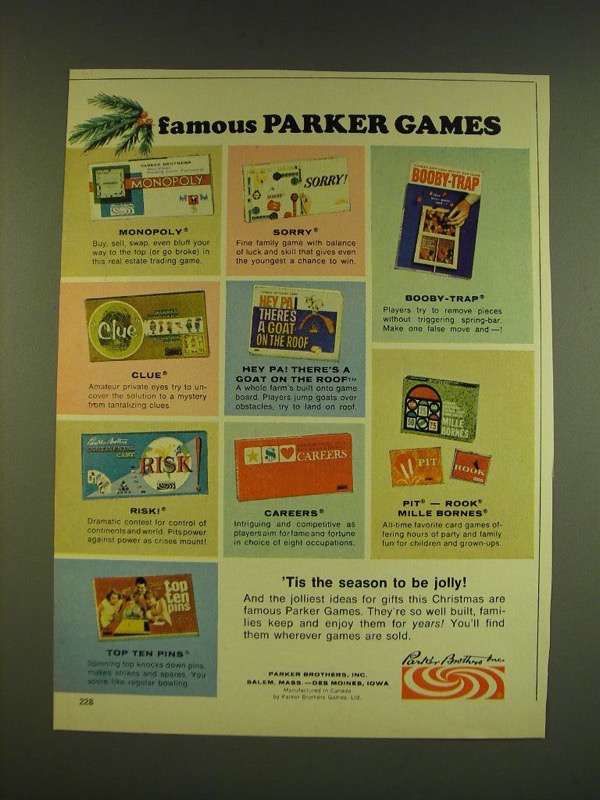 famous PARKER GAMES
PARKER BROTHERS
MONOPOLY
MONOPOLY®
Buy, sell, swap, even bluff your
way to the top (or go broke) in
this real estate trading game.
SORRY!
SORRY®
Fine family game with balance
of luck and skill that gives even
the youngest a chance to win.
BOOBY-TRAP
BOOBY-TRAP®
Players try to remove pieces
without triggering spring-bar.
Make one false move and —!
Clue
CLUE®
Amateur private eyes try to un-
cover the solution to a mystery
from tantalizing clues.
HEY PA!
THERE'S
A GOAT
ON THE ROOF
HEY PA! THERE'S A
GOAT ON THE ROOF™
A whole farm's built onto game
board. Players jump goats over
obstacles, try to land on roof.
Parker Brothers
CONTINENTAL
GAME
RISK!
RISK!®
Dramatic contest for control of
continents and world. Pits power
against power as crises mount!
CAREERS
CAREERS®
Intriguing and competitive as
players aim for fame and fortune
in choice of eight occupations.
MILLE
BORNES
PIT
ROOK
PIT® — ROOK®
MILLE BORNES®
All-time favorite card games of-
fering hours of party and family
fun for children and grown-ups.
top
ten
pins
TOP TEN PINS®
Spinning top knocks down pins,
makes strikes and spares. You
score like regular bowling.
'Tis the season to be jolly!
And the jolliest ideas for gifts this Christmas are
famous Parker Games. They're so well built, fami-
lies keep and enjoy them for years! You'll find
them wherever games are sold.
PARKER BROTHERS, INC.
SALEM, MASS.—DES MOINES, IOWA
Manufactured in Canada
by Parker Brothers Games, Ltd.
Parker Brothers Inc.
228